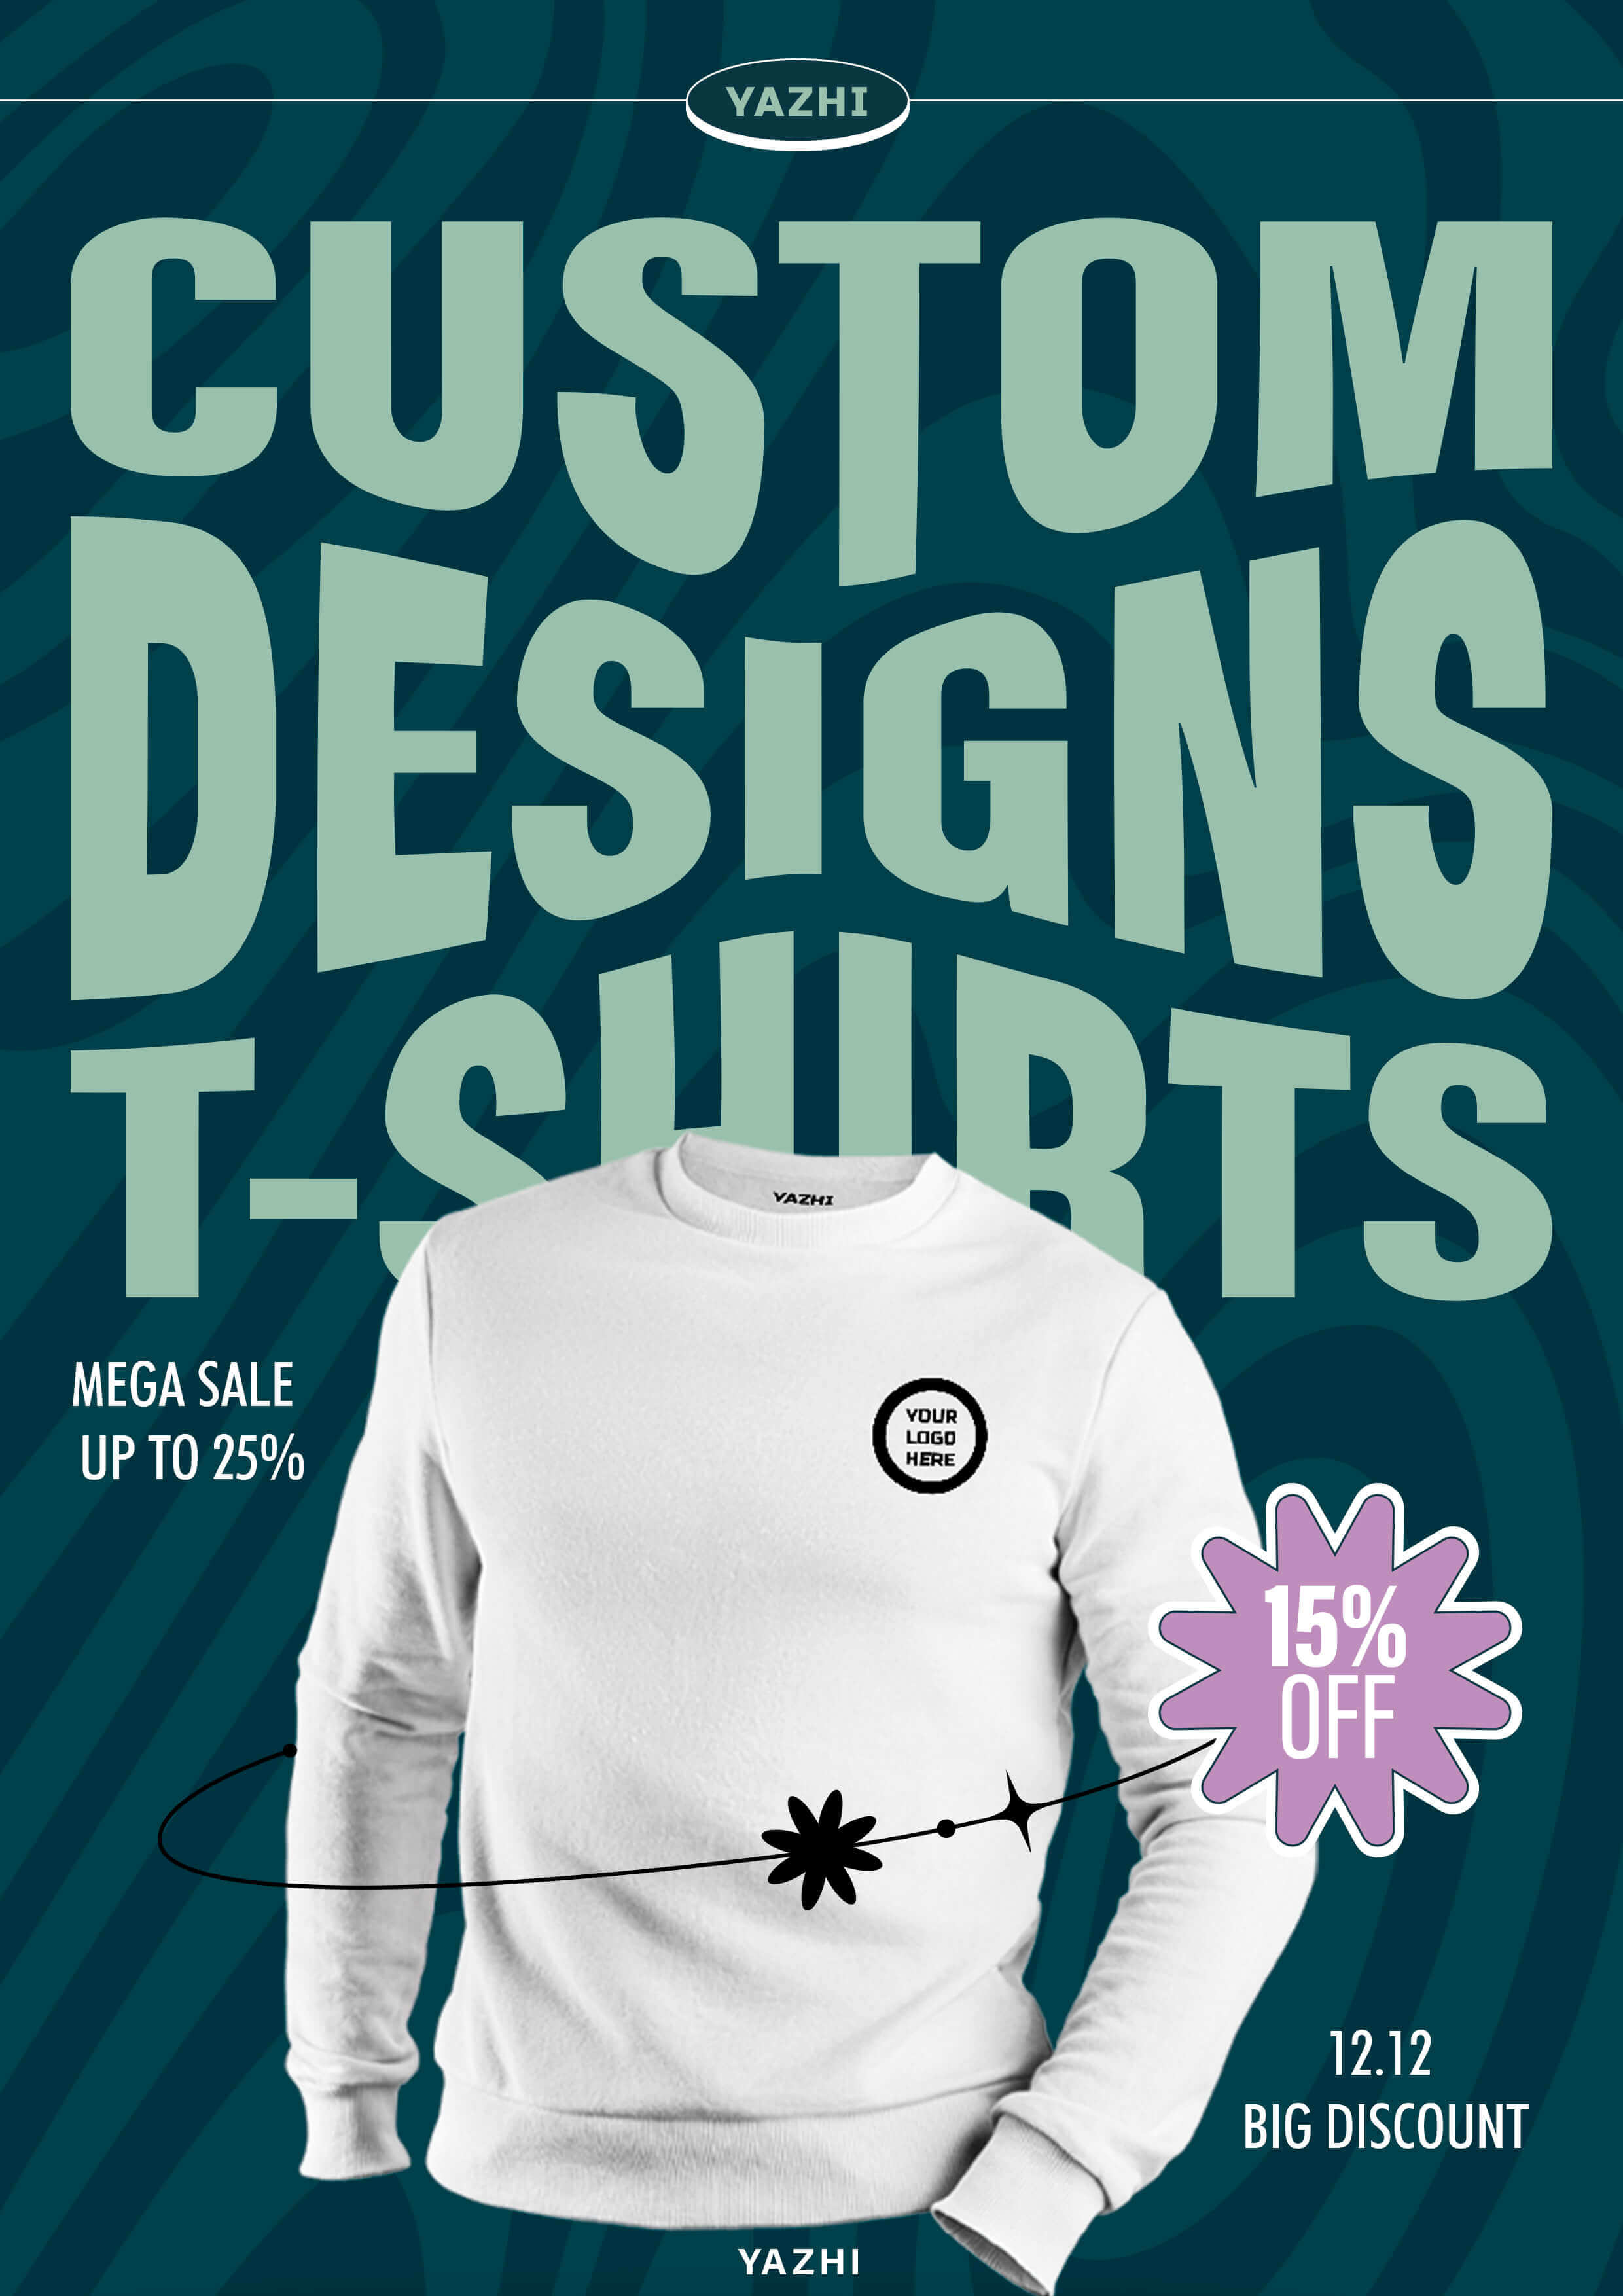 YAZHI
CUSTOM
DESIGNS
T-SHIRTS
YAZHI
YOUR
LOGO
HERE
MEGA SALE
UP TO 25%
15%
OFF
12.12
BIG DISCOUNT
YAZHI